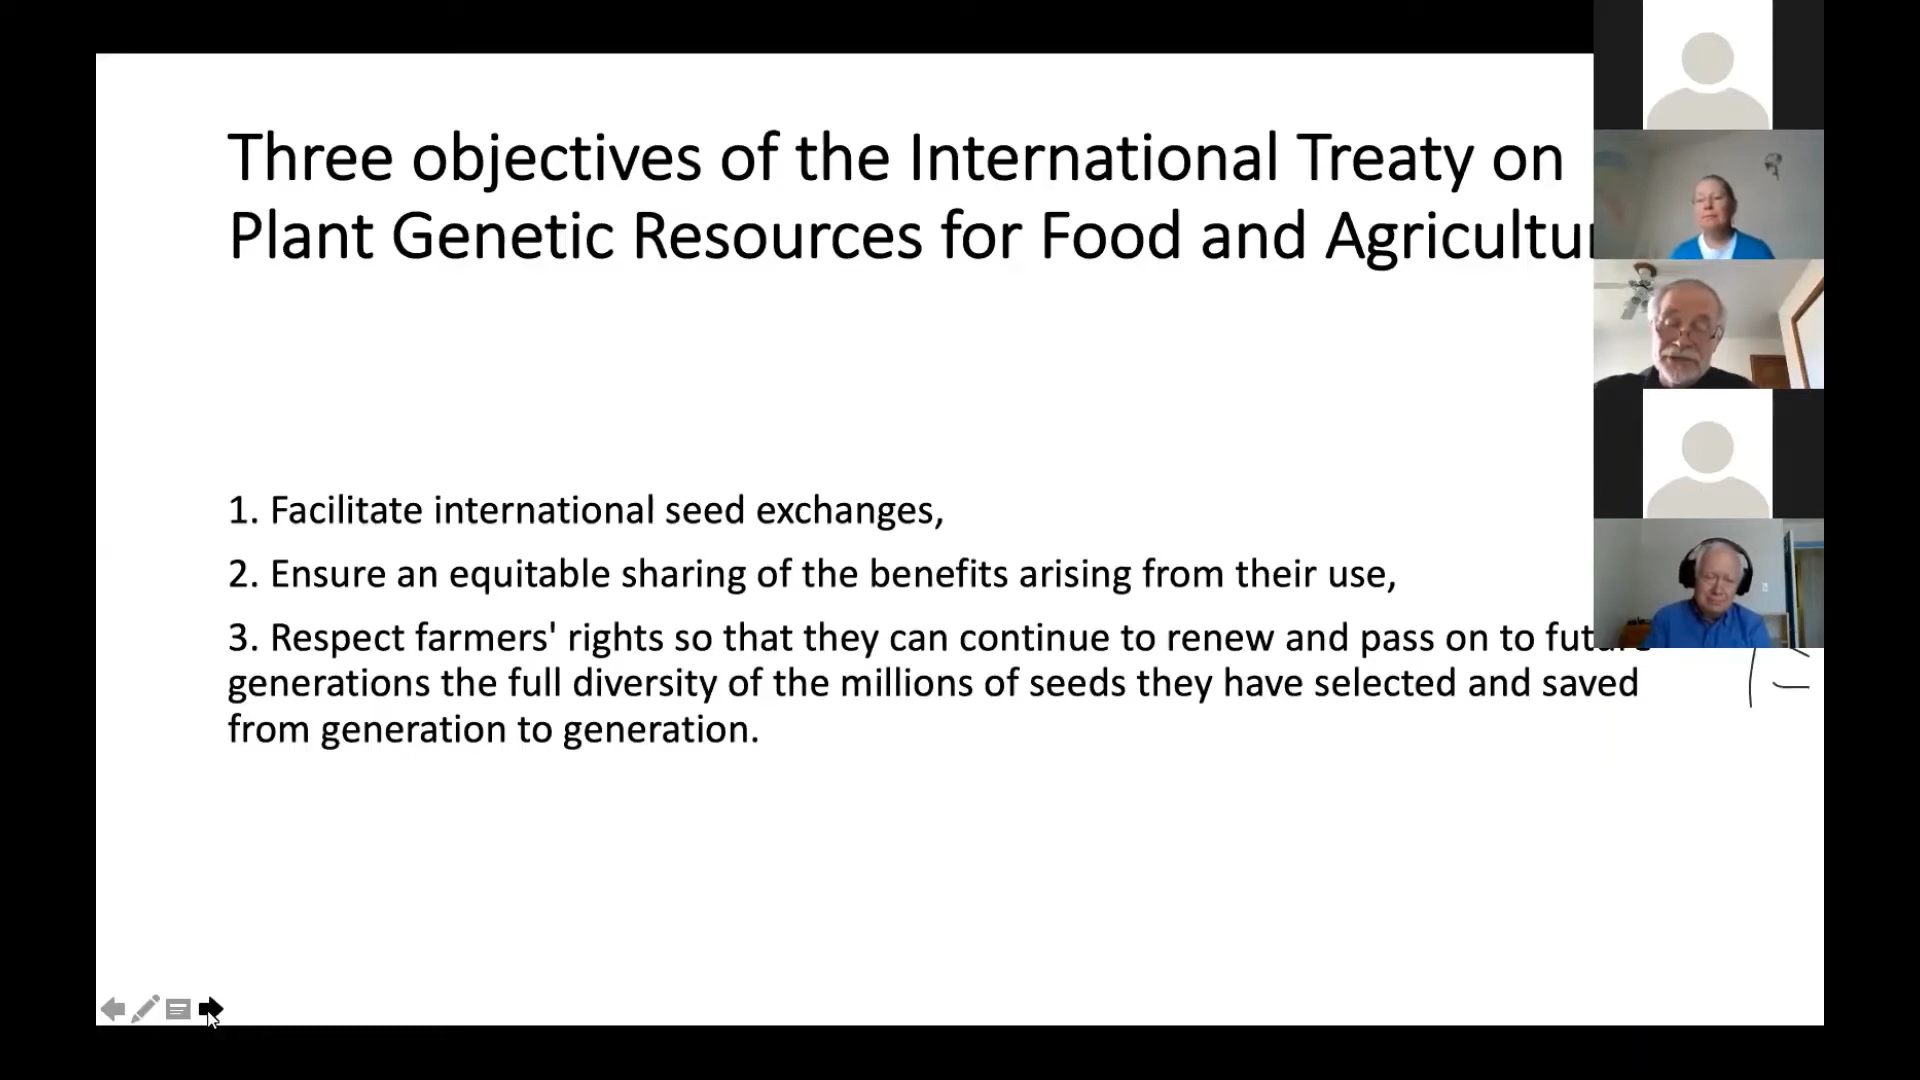 Three objectives of the International Treaty on
Plant Genetic Resources for Food and Agricultu
1. Facilitate international seed exchanges,
2. Ensure an equitable sharing of the benefits arising from their use,
3. Respect farmers' rights so that they can continue to renew and pass on to future
generations the full diversity of the millions of seeds they have selected and saved
from generation to generation.